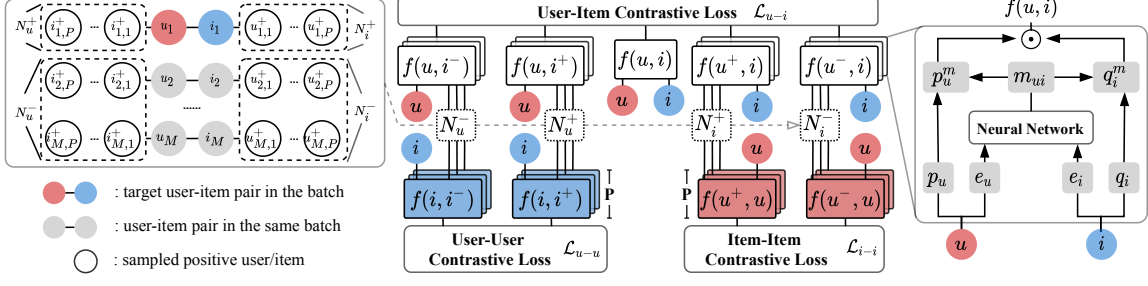 N_u^+ i_{1,P}^+ ... i_{1,1}^+ u_1 i_1 u_{1,1}^+ ... u_{1,P}^+ N_i^+
i_{2,P}^+ ... i_{2,1}^+ u_2 i_2 u_{2,1}^+ ... u_{2,P}^+
N_u^- ...... N_i^-
i_{M,P}^+ ... i_{M,1}^+ u_M i_M u_{M,1}^+ ... u_{M,P}^+
: target user-item pair in the batch
: user-item pair in the same batch
: sampled positive user/item
User-Item Contrastive Loss L_{u-i}
f(u, i^-) f(u, i^+) f(u, i) f(u^+, i) f(u^-, i)
u u u i i i
N_u^- N_u^+ N_i^+ N_i^-
i i u u
f(i, i^-) f(i, i^+) P P f(u^+, u) f(u^-, u)
User-User
Contrastive Loss L_{u-u}
Item-Item
Contrastive Loss L_{i-i}
f(u, i)
p_u^m m_{ui} q_i^m
Neural Network
p_u e_u e_i q_i
u i